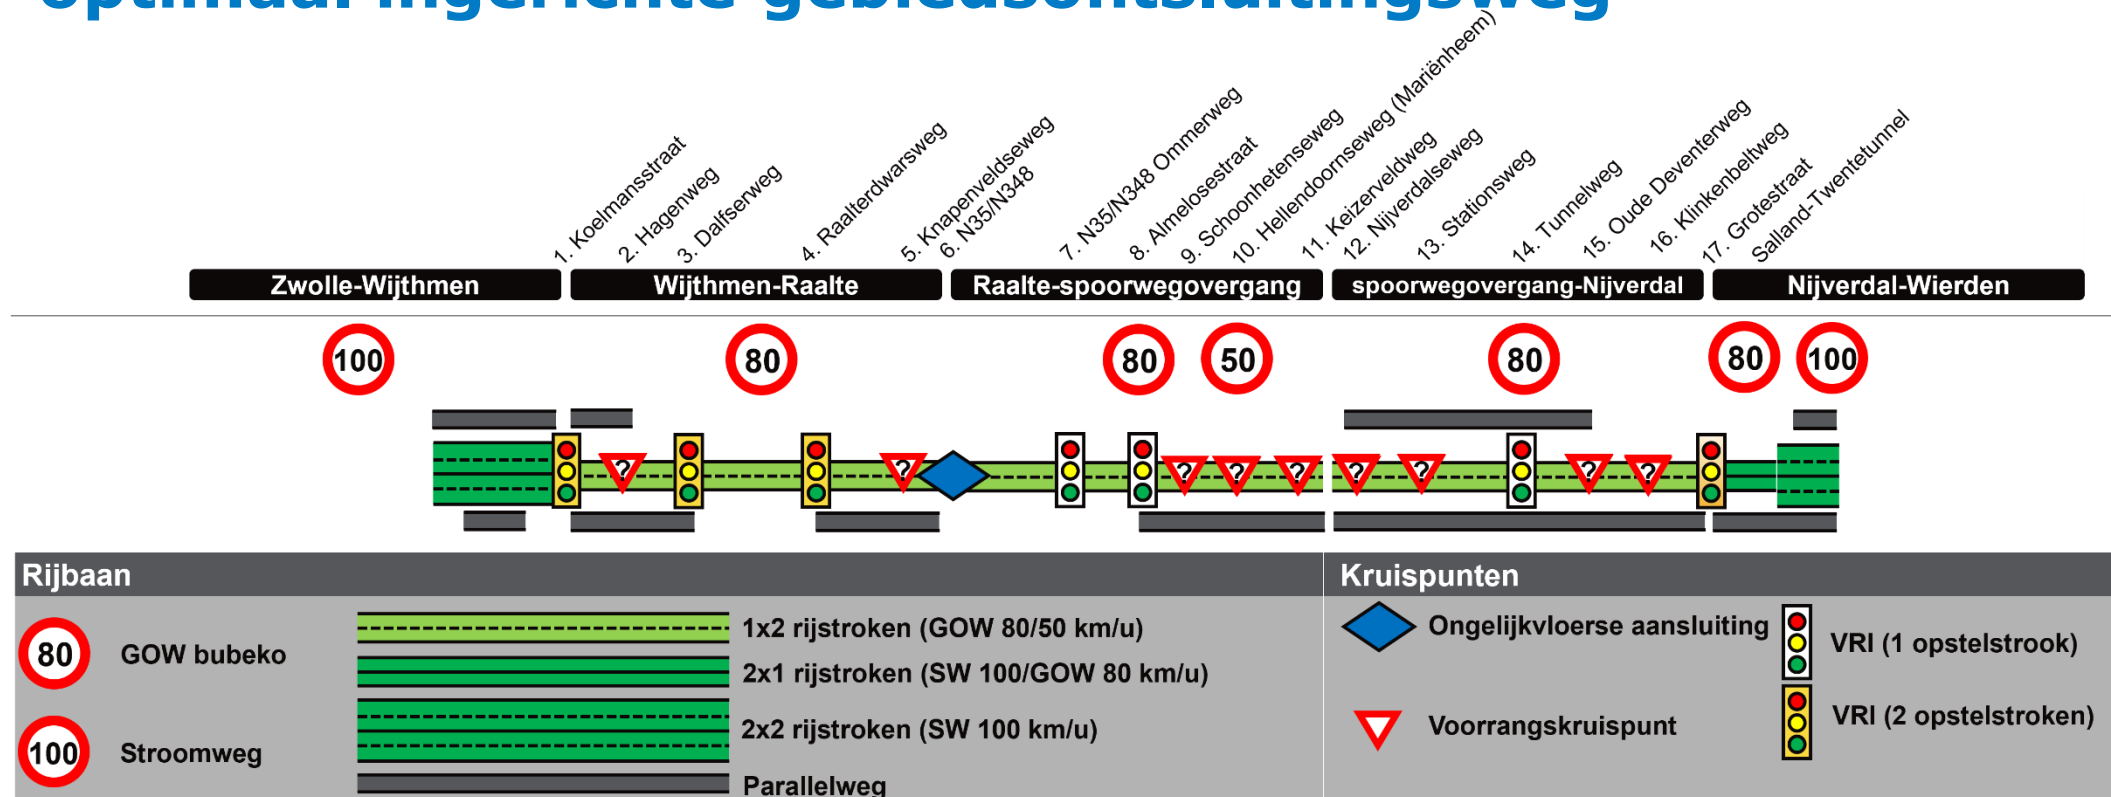 optimaal ingerichte gebiedsontsluitingsweg
1. Koelmansstraat
2. Hagenweg
3. Dalfserweg
4. Raalterdwarsweg
5. Knapenveldseweg
6. N35/N348
7. N35/N348 Ommerweg
8. Almelosestraat
9. Schoonhetenseweg
10. Hellendoornseweg (Mariënheem)
11. Keizerveldweg
12. Nijverdalseweg
13. Stationsweg
14. Tunnelweg
15. Oude Deventerweg
16. Klinkenbeltweg
17. Grotestraat
Salland-Twentetunnel
Zwolle-Wijthmen Wijthmen-Raalte Raalte-spoorwegovergang spoorwegovergang-Nijverdal Nijverdal-Wierden
100 80 80 50 80 80 100
? ? ? ? ? ? ? ? ?
Rijbaan
80 GOW bubeko
100 Stroomweg
1x2 rijstroken (GOW 80/50 km/u)
2x1 rijstroken (SW 100/GOW 80 km/u)
2x2 rijstroken (SW 100 km/u)
Parallelweg
Kruispunten
Ongelijkvloerse aansluiting
Voorrangskruispunt
VRI (1 opstelstrook)
VRI (2 opstelstroken)